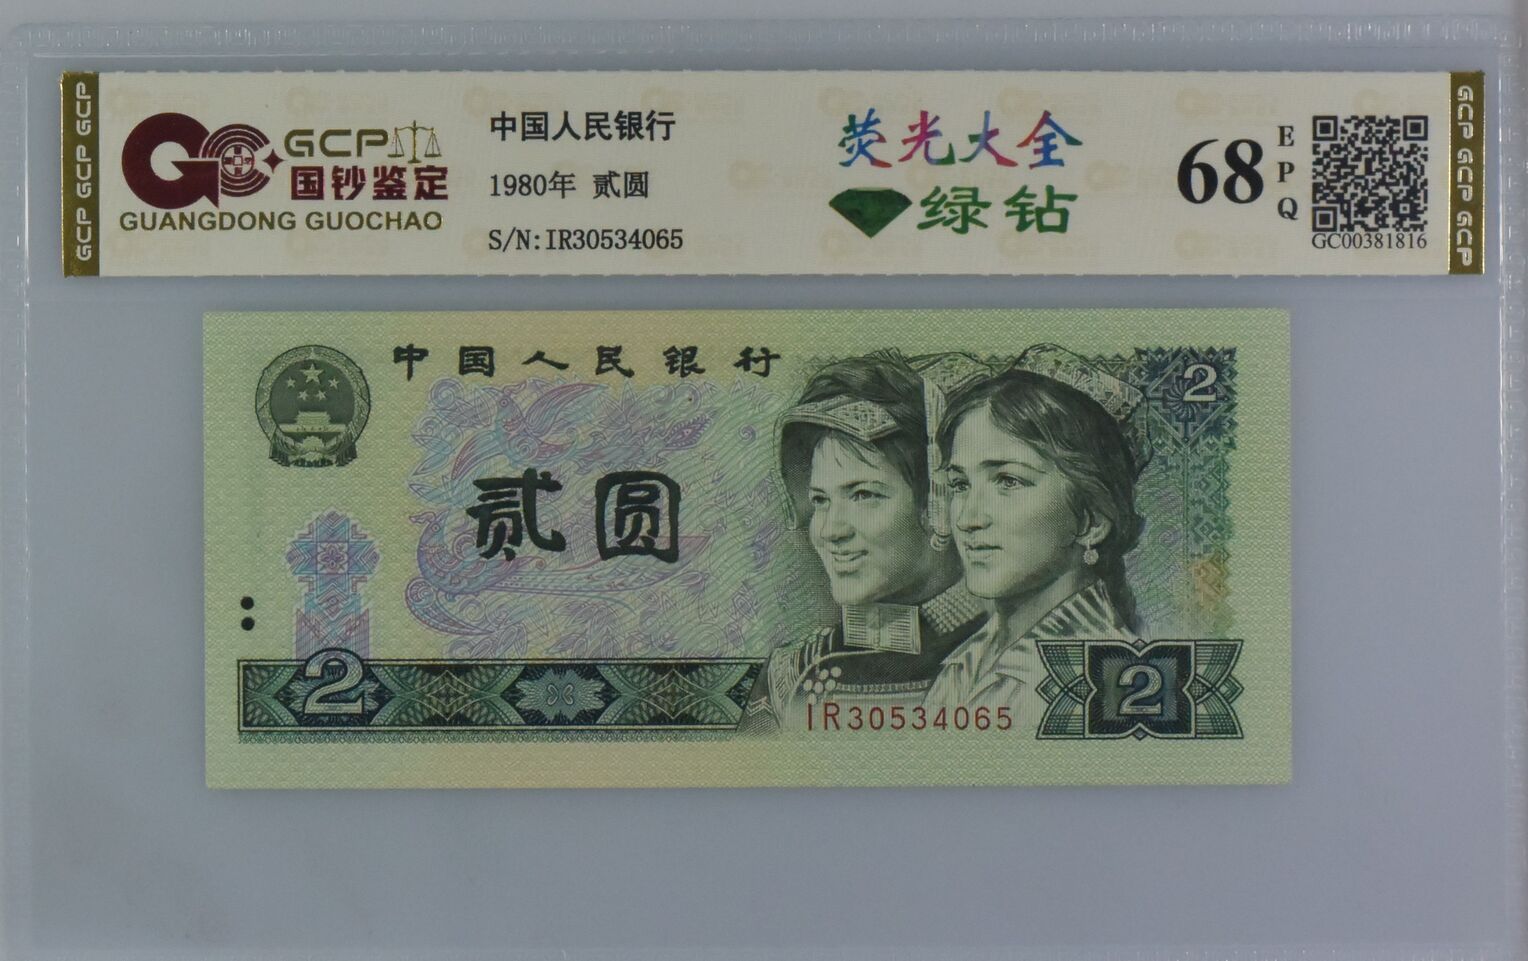 GCP GCP GCP
GCP
国钞鉴定
GUANGDONG GUOCHAO
中国人民银行
1980年 贰圆
S/N:IR30534065
荧光大全
绿钻
68
EPQ
GC00381816
GCP GCP GCP
中国人民银行
2
贰圆
2
IR30534065
2